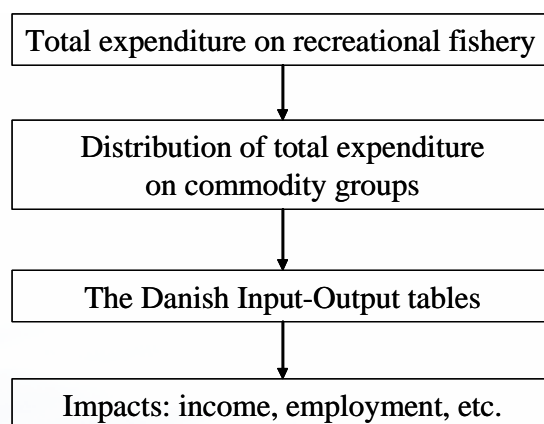 Total expenditure on recreational fishery
Distribution of total expenditure
on commodity groups
The Danish Input-Output tables
Impacts: income, employment, etc.